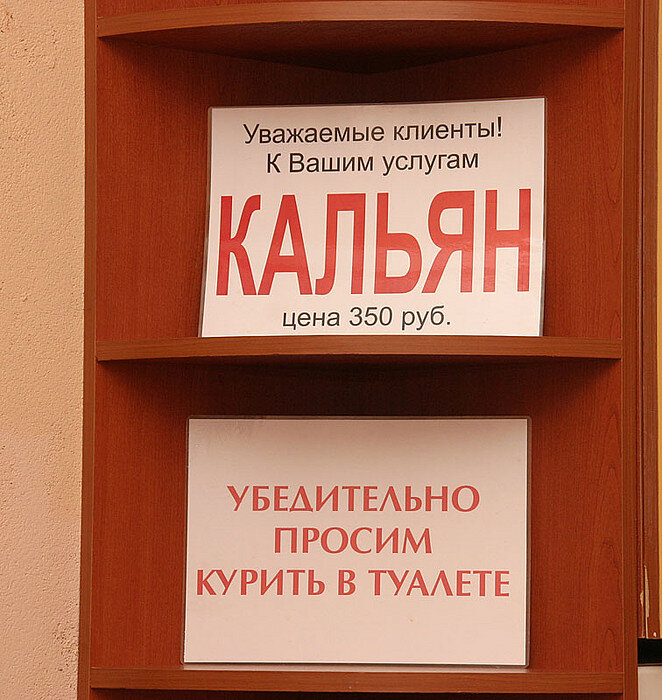 Уважаемые клиенты!
К Вашим услугам
КАЛЬЯН
цена 350 руб.
УБЕДИТЕЛЬНО
ПРОСИМ
КУРИТЬ В ТУАЛЕТЕ